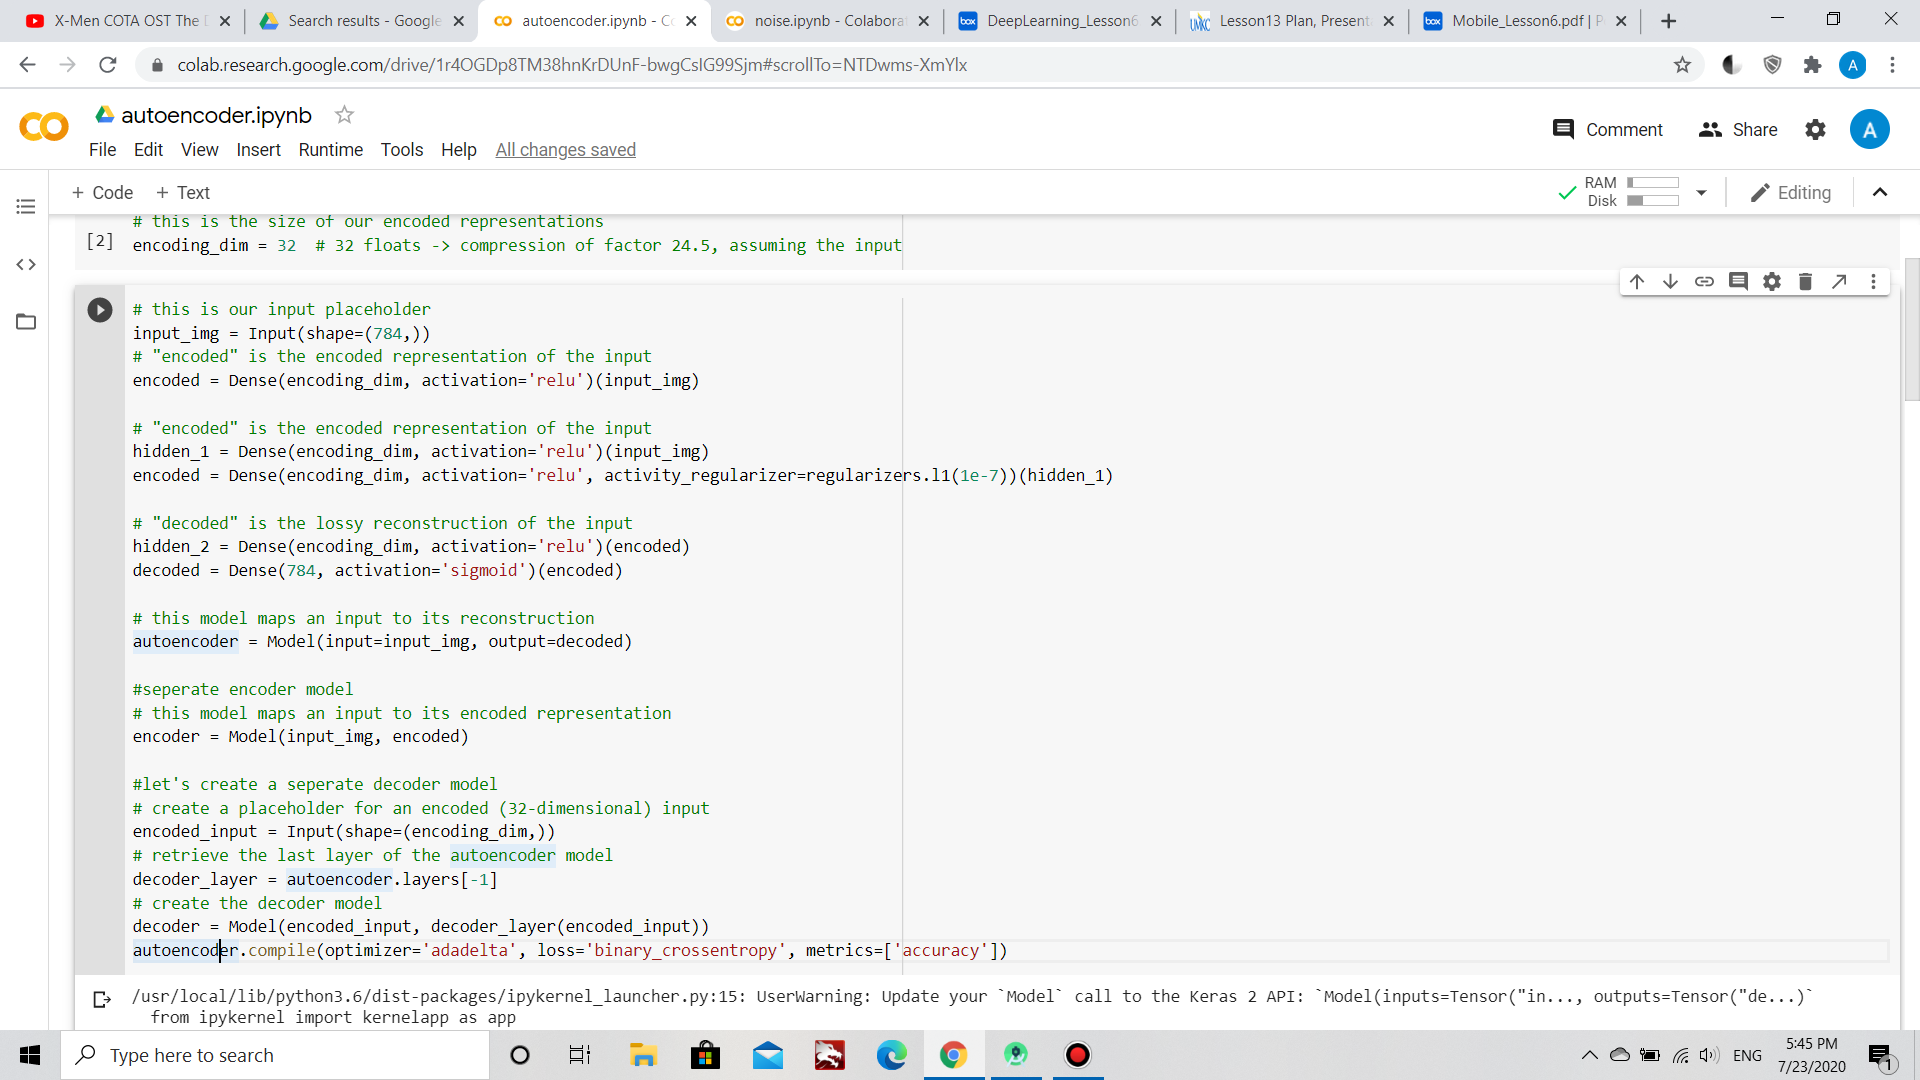 X-Men COTA OST The D
Search results - Google
autoencoder.ipynb - Co
noise.ipynb - Colaborat
DeepLearning_Lesson6
UMKC
Lesson13 Plan, Present
box
Mobile_Lesson6.pdf | P
colab.research.google.com/drive/1r4OGDp8TM38hnKrDUnF-bwgCsIG99Sjm#scrollTo=NTDwms-XmYlx
A
autoencoder.ipynb
Comment
Share
A
File Edit View Insert Runtime Tools Help All changes saved
+ Code + Text
RAM
Disk
Editing
# this is the size of our encoded representations
[2]
encoding_dim = 32  # 32 floats -> compression of factor 24.5, assuming the input
# this is our input placeholder
input_img = Input(shape=(784,))
# "encoded" is the encoded representation of the input
encoded = Dense(encoding_dim, activation='relu')(input_img)
# "encoded" is the encoded representation of the input
hidden_1 = Dense(encoding_dim, activation='relu')(input_img)
encoded = Dense(encoding_dim, activation='relu', activity_regularizer=regularizers.l1(1e-7))(hidden_1)
# "decoded" is the lossy reconstruction of the input
hidden_2 = Dense(encoding_dim, activation='relu')(encoded)
decoded = Dense(784, activation='sigmoid')(encoded)
# this model maps an input to its reconstruction
autoencoder = Model(input=input_img, output=decoded)
#seperate encoder model
# this model maps an input to its encoded representation
encoder = Model(input_img, encoded)
#let's create a seperate decoder model
# create a placeholder for an encoded (32-dimensional) input
encoded_input = Input(shape=(encoding_dim,))
# retrieve the last layer of the autoencoder model
decoder_layer = autoencoder.layers[-1]
# create the decoder model
decoder = Model(encoded_input, decoder_layer(encoded_input))
autoencoder.compile(optimizer='adadelta', loss='binary_crossentropy', metrics=['accuracy'])
/usr/local/lib/python3.6/dist-packages/ipykernel_launcher.py:15: UserWarning: Update your `Model` call to the Keras 2 API: `Model(inputs=Tensor("in..., outputs=Tensor("de...)`
from ipykernel import kernelapp as app
Type here to search
ENG
5:45 PM
7/23/2020
1